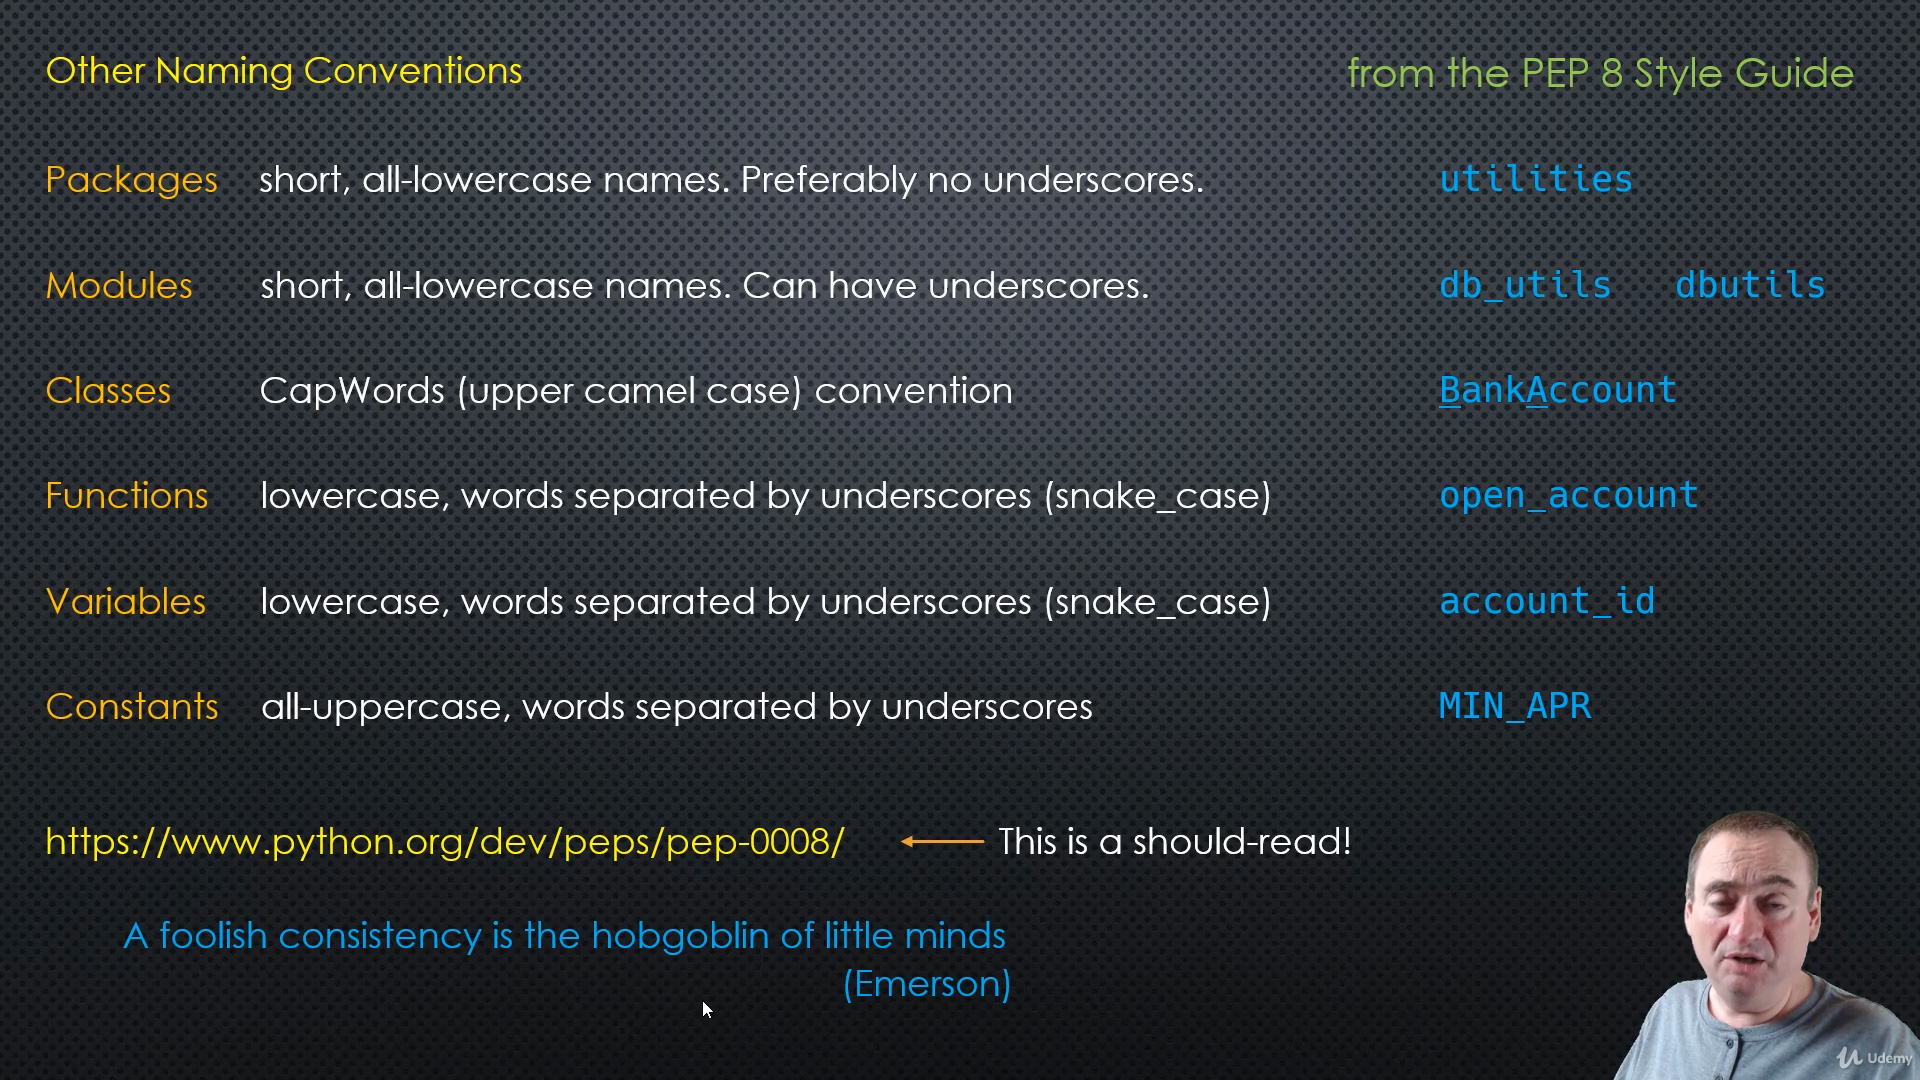 Other Naming Conventions from the PEP 8 Style Guide
Packages short, all-lowercase names. Preferably no underscores. utilities
Modules short, all-lowercase names. Can have underscores. db_utils dbutils
Classes CapWords (upper camel case) convention BankAccount
Functions lowercase, words separated by underscores (snake_case) open_account
Variables lowercase, words separated by underscores (snake_case) account_id
Constants all-uppercase, words separated by underscores MIN_APR
https://www.python.org/dev/peps/pep-0008/ This is a should-read!
A foolish consistency is the hobgoblin of little minds
(Emerson)
Udemy